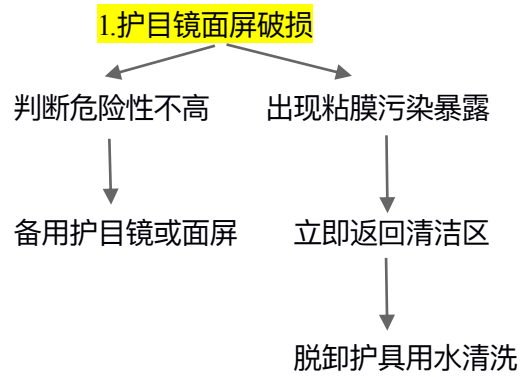 1.护目镜面屏破损
判断危险性不高
出现粘膜污染暴露
备用护目镜或面屏
立即返回清洁区
脱卸护具用水清洗